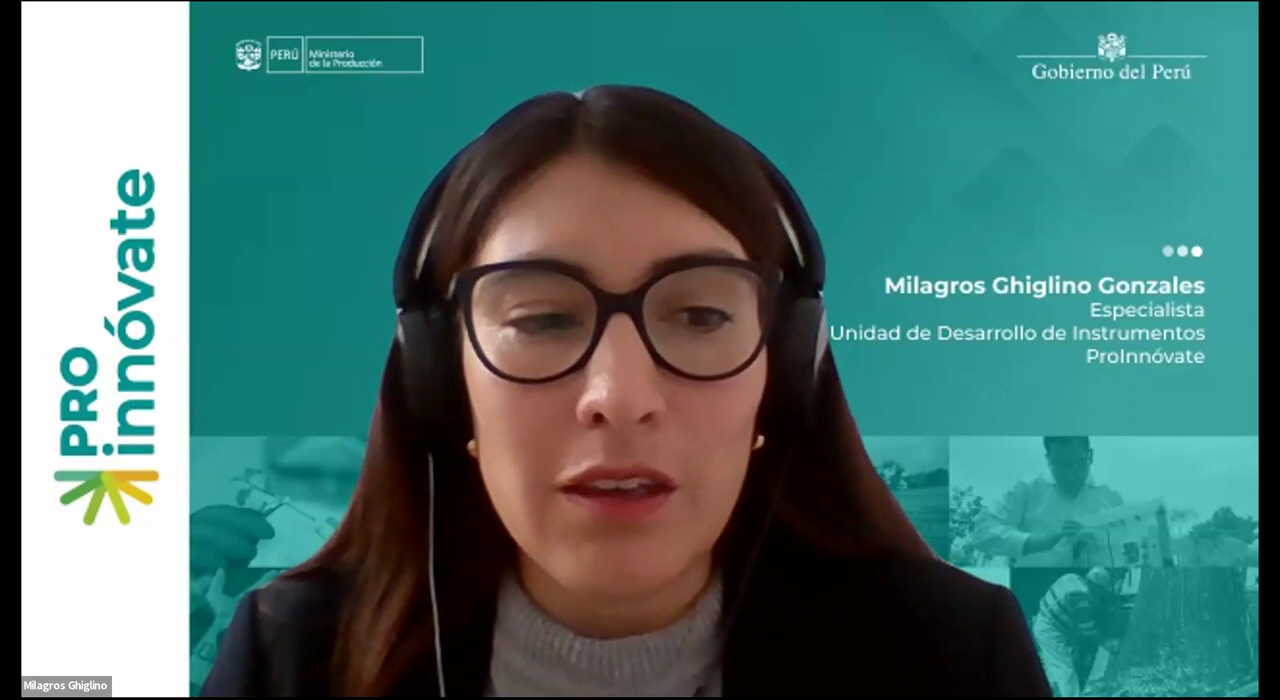 PERÚ
Ministerio
de la Producción
Gobierno del Perú
PRO
innóvate
Milagros Ghiglino Gonzales
Especialista
Unidad de Desarrollo de Instrumentos
ProInnóvate
Milagros Ghiglino